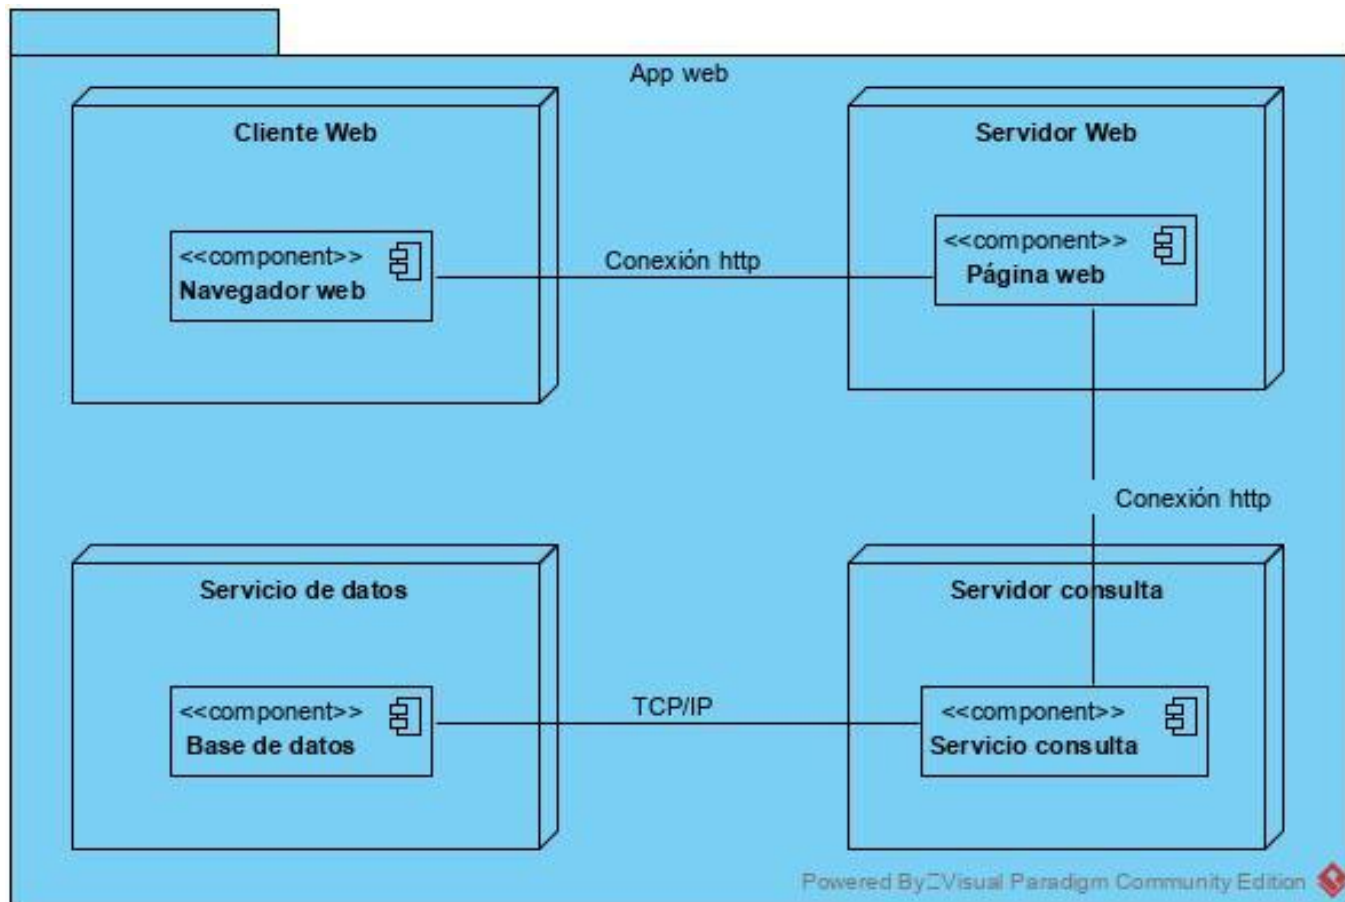 App web
Cliente Web
Servidor Web
<<component>>
Navegador web
Conexión http
<<component>>
Página web
Conexión http
Servicio de datos
Servidor consulta
<<component>>
Base de datos
TCP/IP
<<component>>
Servicio consulta
Powered By Visual Paradigm Community Edition